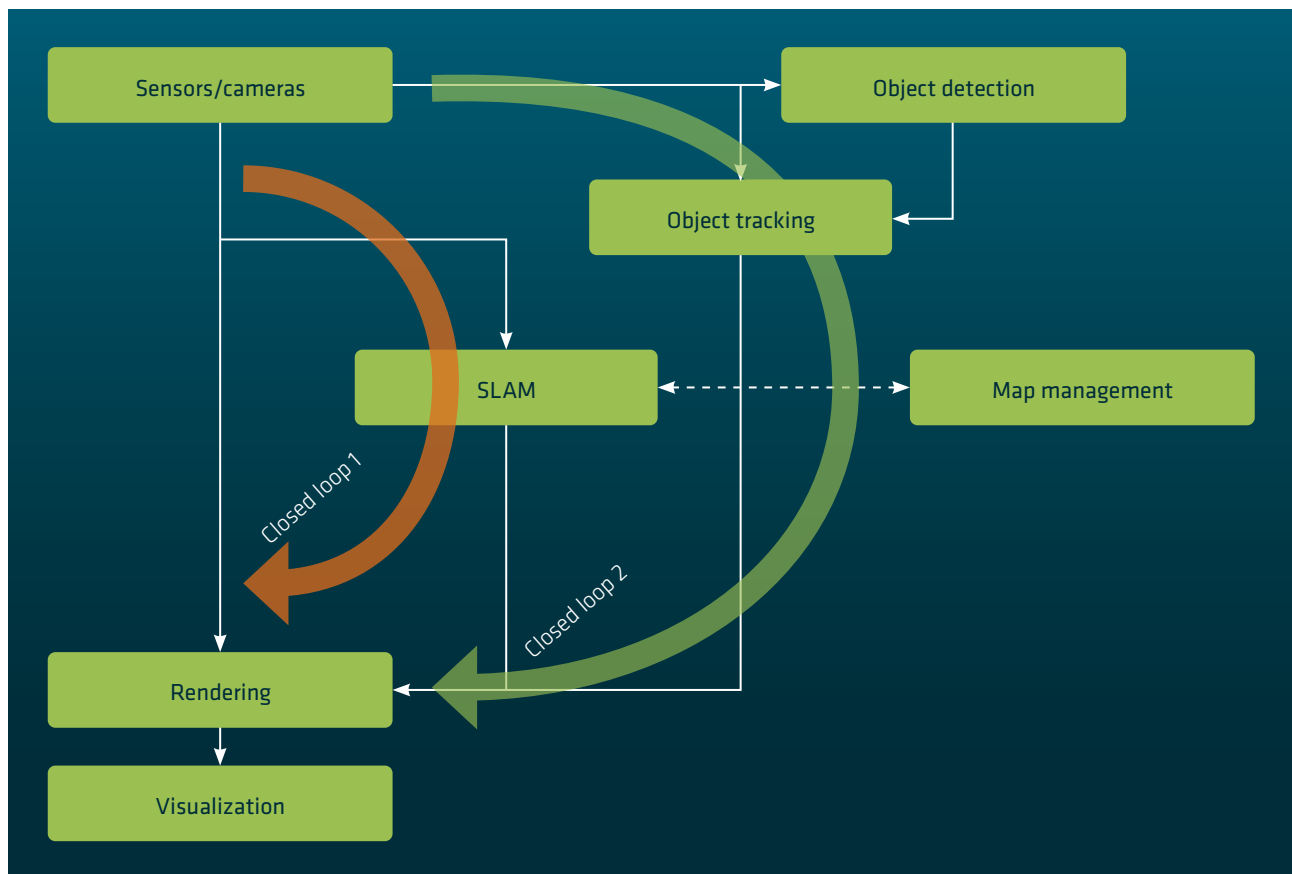 Sensors/cameras
Object detection
Object tracking
SLAM
Map management
Closed loop 1
Closed loop 2
Rendering
Visualization